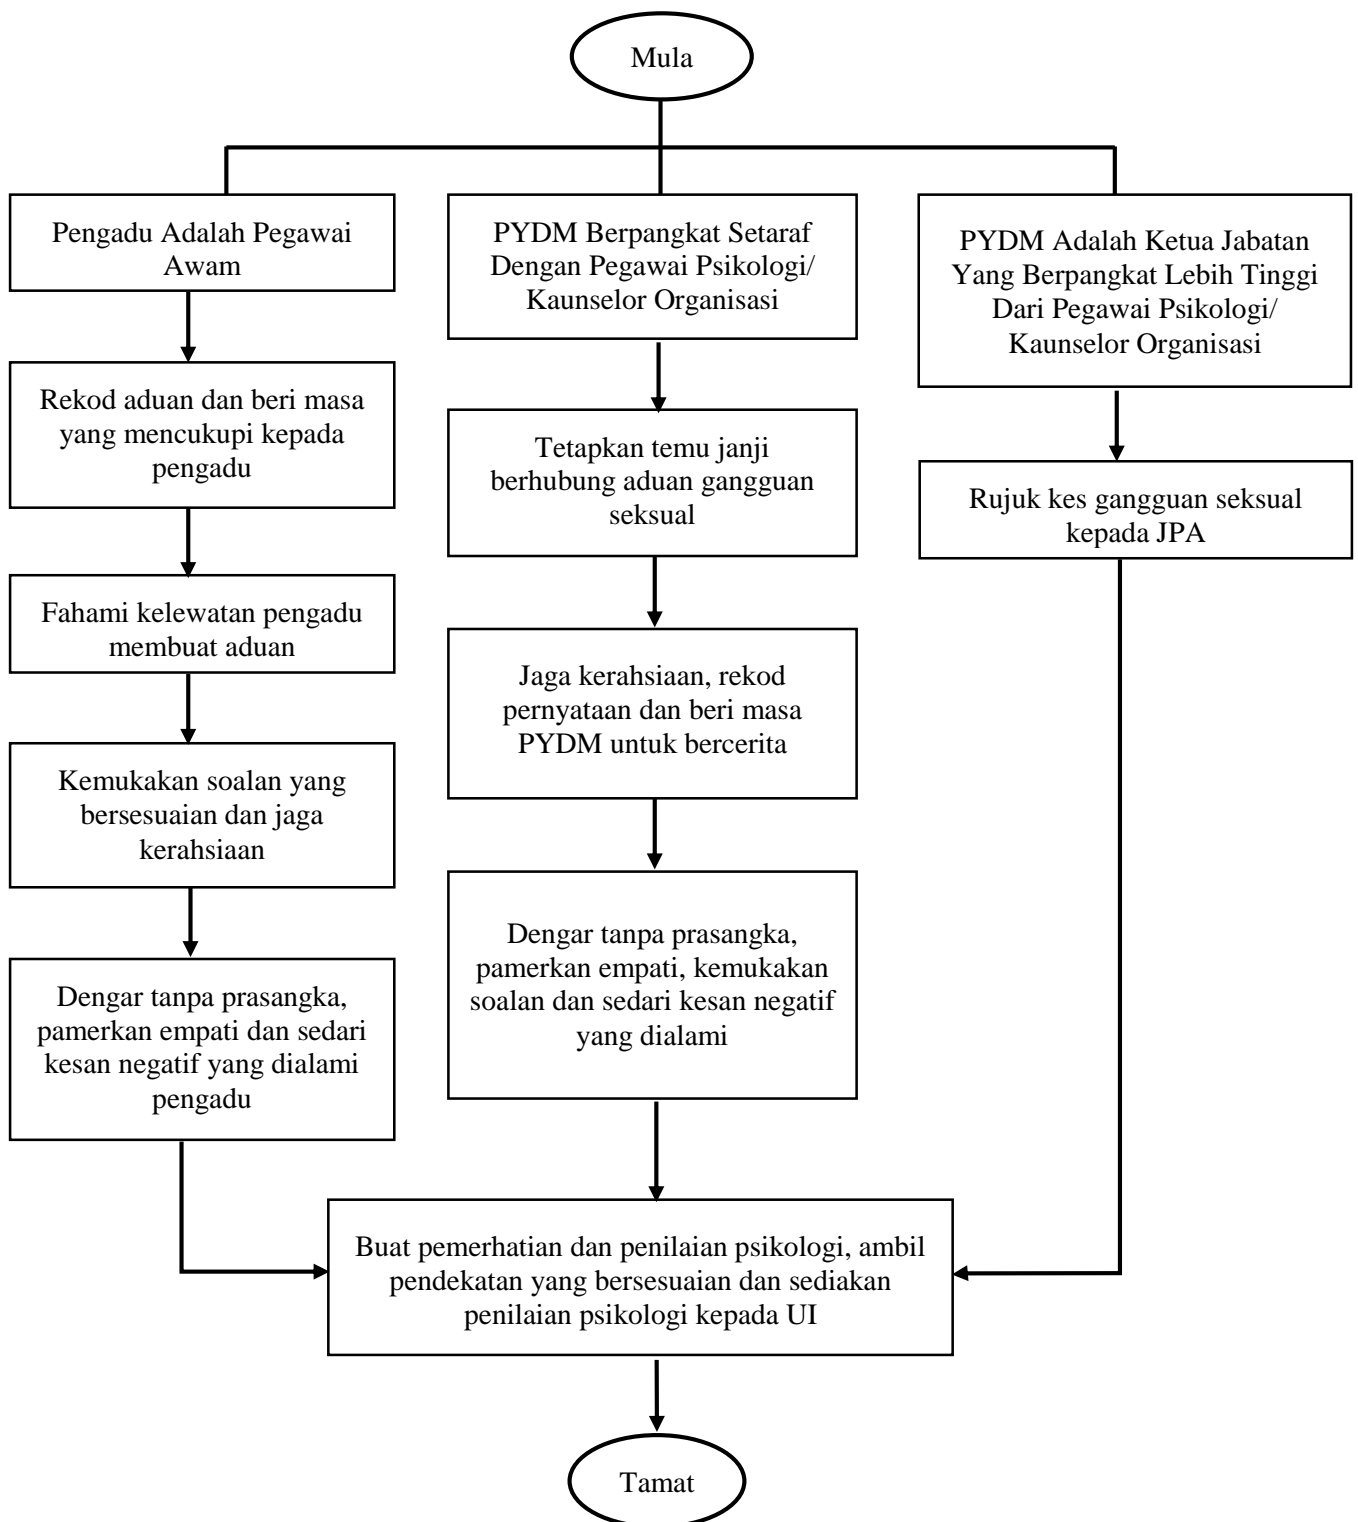 Mula
Pengadu Adalah Pegawai
Awam
Rekod aduan dan beri masa
yang mencukupi kepada
pengadu
Fahami kelewatan pengadu
membuat aduan
Kemukakan soalan yang
bersesuaian dan jaga
kerahsiaan
Dengar tanpa prasangka,
pamerkan empati dan sedari
kesan negatif yang dialami
pengadu
PYDM Berpangkat Setaraf
Dengan Pegawai Psikologi/
Kaunselor Organisasi
Tetapkan temu janji
berhubung aduan gangguan
seksual
Jaga kerahsiaan, rekod
pernyataan dan beri masa
PYDM untuk bercerita
Dengar tanpa prasangka,
pamerkan empati, kemukakan
soalan dan sedari kesan negatif
yang dialami
PYDM Adalah Ketua Jabatan
Yang Berpangkat Lebih Tinggi
Dari Pegawai Psikologi/
Kaunselor Organisasi
Rujuk kes gangguan seksual
kepada JPA
Buat pemerhatian dan penilaian psikologi, ambil
pendekatan yang bersesuaian dan sediakan
penilaian psikologi kepada UI
Tamat